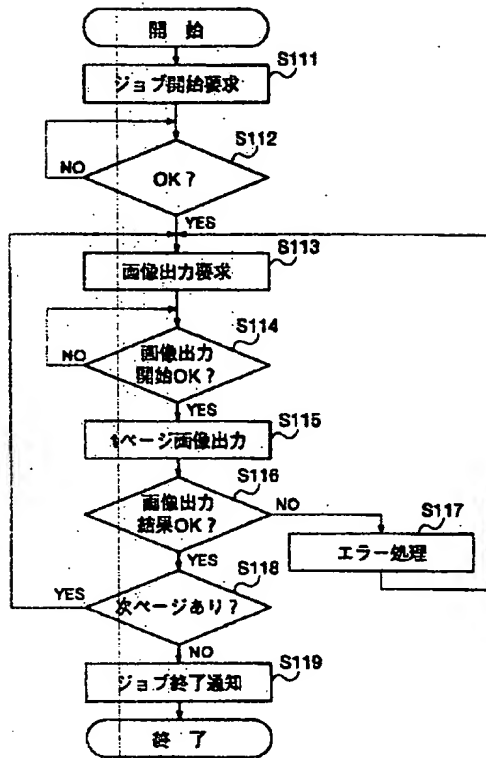 開始
S111
ジョブ開始要求
S112
NO
OK?
YES
S113
画像出力要求
S114
NO
画像出力
開始OK?
YES
S115
1ページ画像出力
S116
画像出力
結果OK?
NO
S117
エラー処理
YES
S118
YES
次ページあり?
NO
S119
ジョブ終了通知
終了